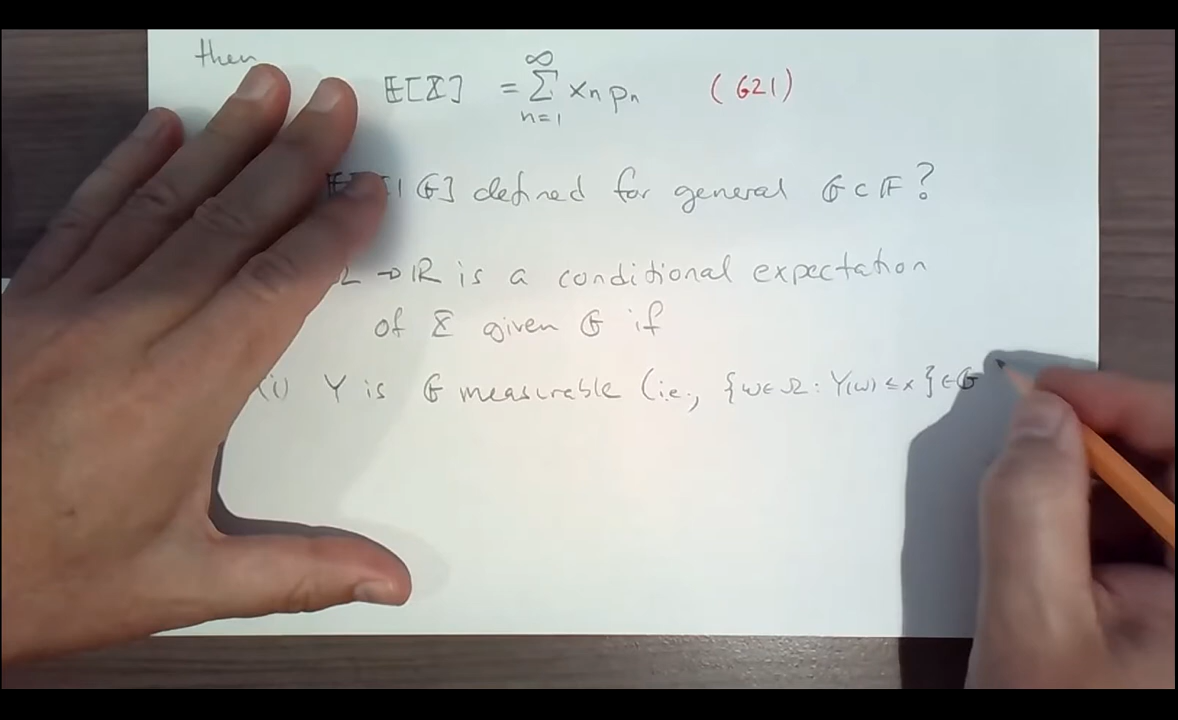 then
𝔼[X] = ∑_{n=1}^{∞} x_n p_n (G21)
| 𝔾] defined for general 𝔾 ⊂ 𝔽 ?
→ ℝ is a conditional expectation
of X given 𝔾 if
(i) Y is 𝔾 measurable (i.e., {ω ∈ Ω : Y(ω) ≤ x } ∈ 𝔾